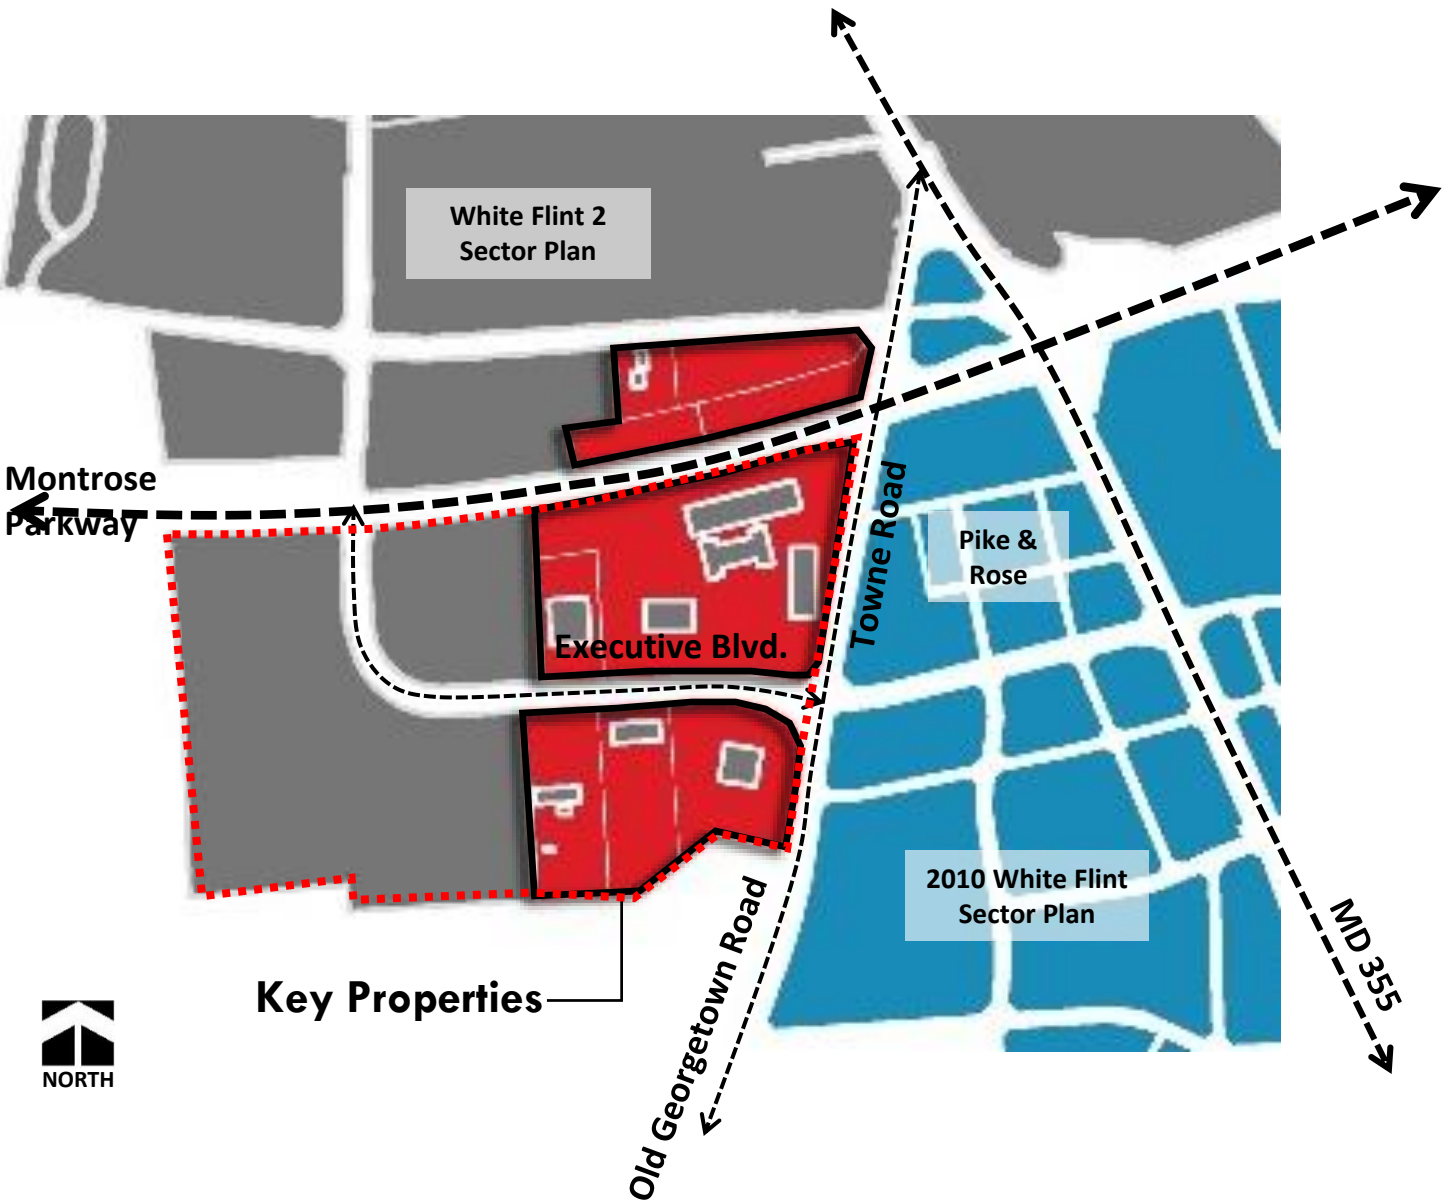 White Flint 2
Sector Plan
Montrose
Parkway
Towne Road
Pike &
Rose
Executive Blvd.
2010 White Flint
Sector Plan
MD 355
Old Georgetown Road
Key Properties
NORTH